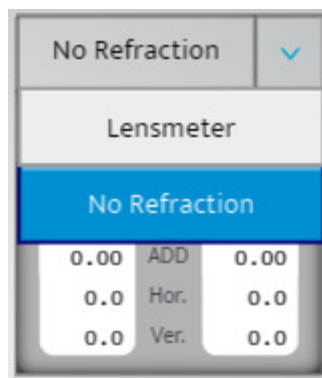 No Refraction
Lensmeter
No Refraction
0.00 ADD 0.00
0.0 Hor. 0.0
0.0 Ver. 0.0